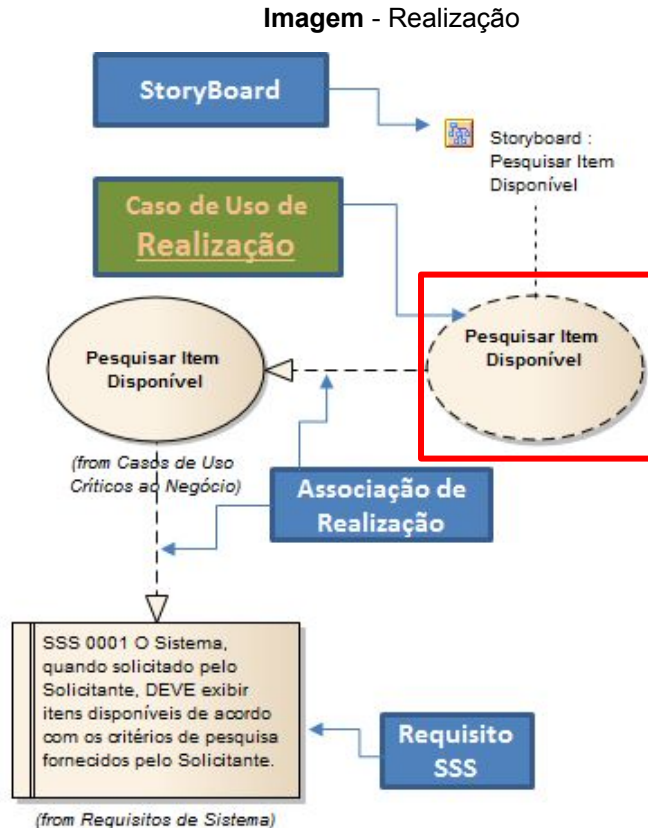 Imagem - Realização
StoryBoard
Storyboard :
Pesquisar Item
Disponível
Caso de Uso de
Realização
Pesquisar Item
Disponível
Pesquisar Item
Disponível
(from Casos de Uso
Críticos ao Negócio)
Associação de
Realização
SSS 0001 O Sistema,
quando solicitado pelo
Solicitante, DEVE exibir
itens disponíveis de acordo
com os critérios de pesquisa
fornecidos pelo Solicitante.
Requisito
SSS
(from Requisitos de Sistema)